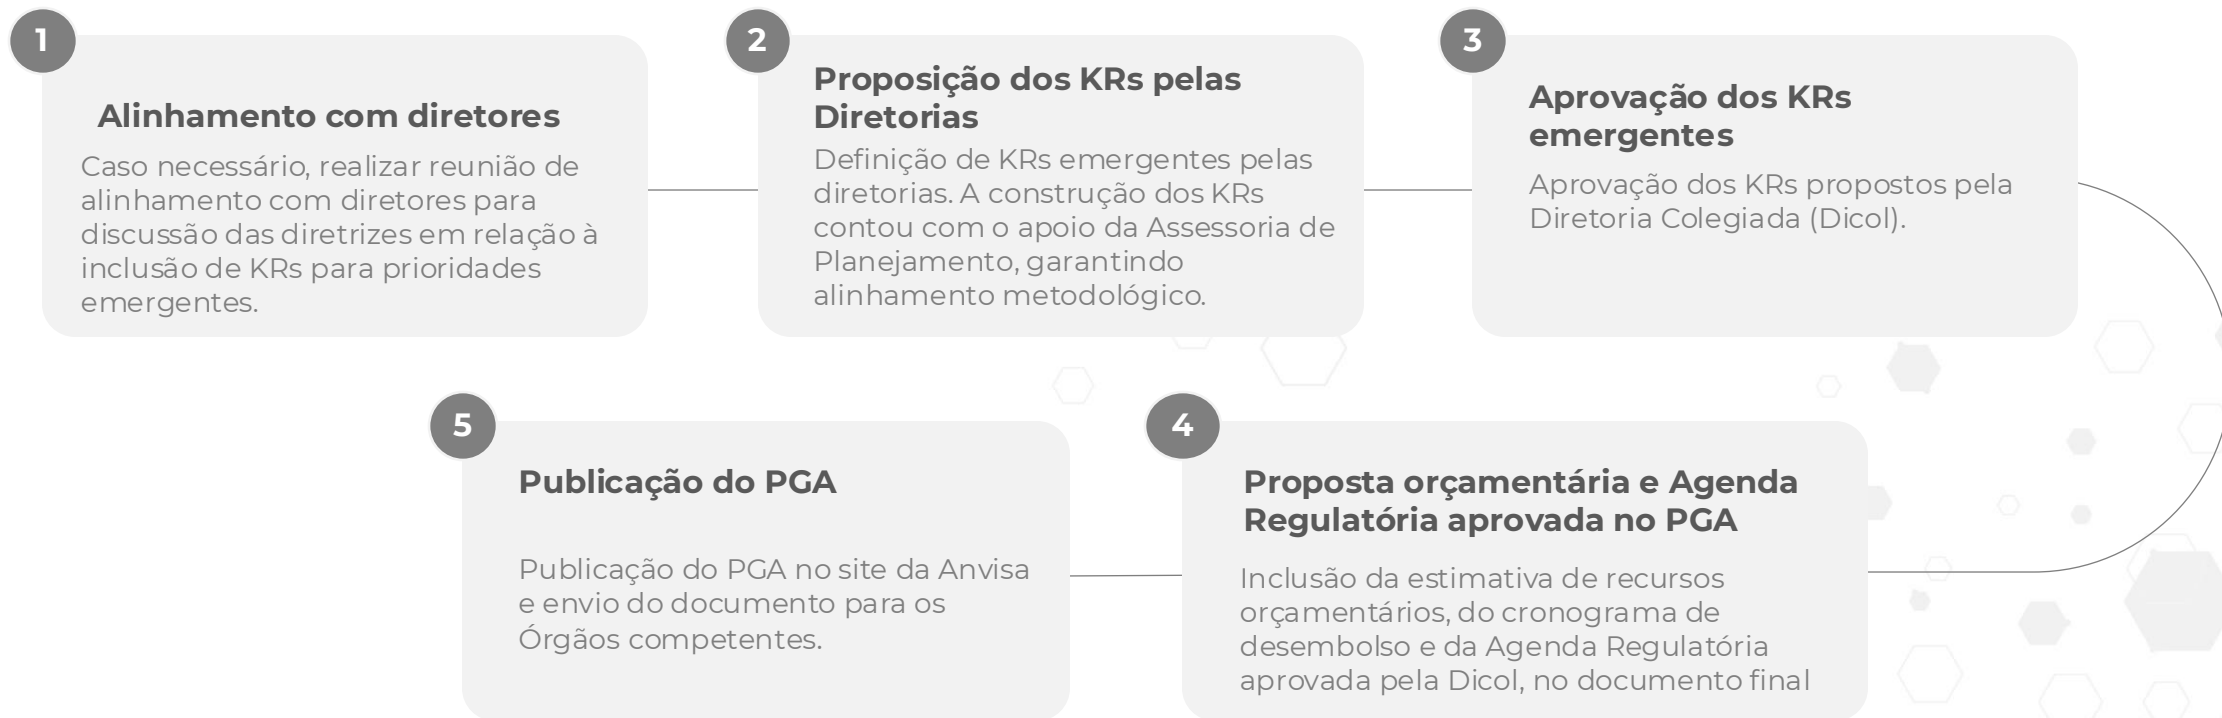 1
Alinhamento com diretores
Caso necessário, realizar reunião de
alinhamento com diretores para
discussão das diretrizes em relação à
inclusão de KRs para prioridades
emergentes.
2
Proposição dos KRs pelas
Diretorias
Definição de KRs emergentes pelas
diretorias. A construção dos KRs
contou com o apoio da Assessoria de
Planejamento, garantindo
alinhamento metodológico.
3
Aprovação dos KRs
emergentes
Aprovação dos KRs propostos pela
Diretoria Colegiada (Dicol).
4
Proposta orçamentária e Agenda
Regulatória aprovada no PGA
Inclusão da estimativa de recursos
orçamentários, do cronograma de
desembolso e da Agenda Regulatória
aprovada pela Dicol, no documento final
5
Publicação do PGA
Publicação do PGA no site da Anvisa
e envio do documento para os
Órgãos competentes.